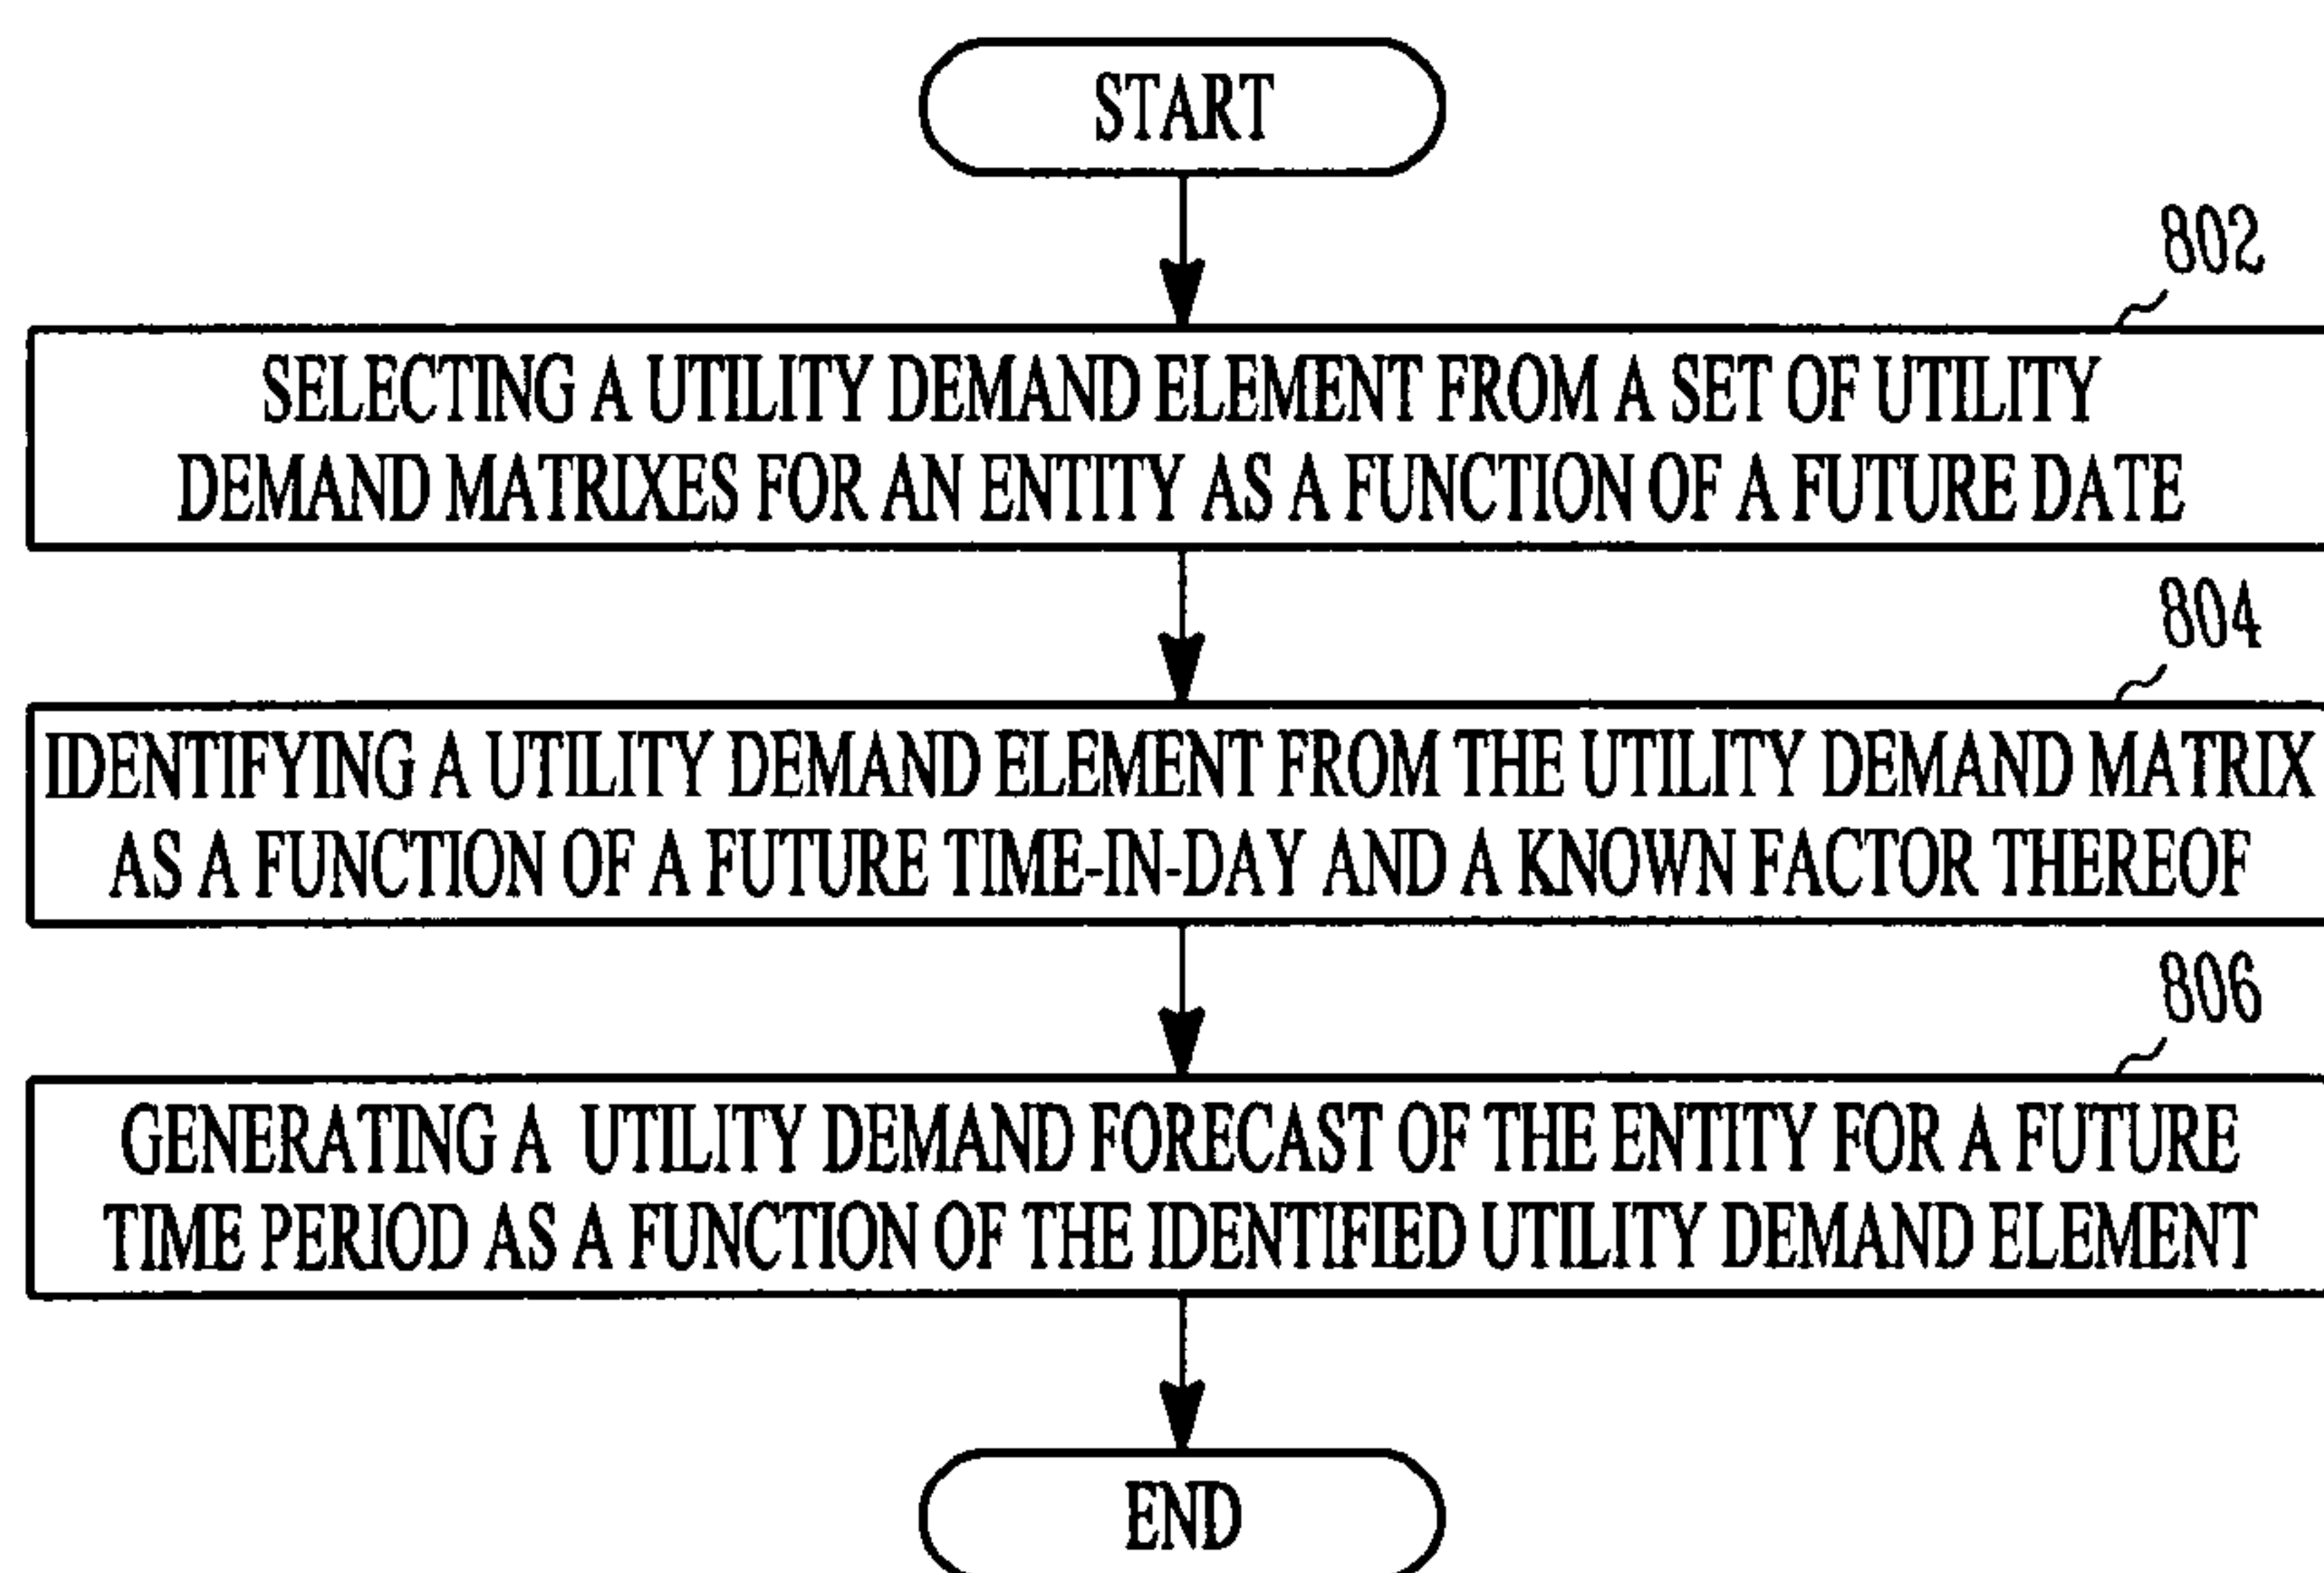 START
802
SELECTING A UTILITY DEMAND ELEMENT FROM A SET OF UTILITY
DEMAND MATRIXES FOR AN ENTITY AS A FUNCTION OF A FUTURE DATE
804
IDENTIFYING A UTILITY DEMAND ELEMENT FROM THE UTILITY DEMAND MATRIX
AS A FUNCTION OF A FUTURE TIME-IN-DAY AND A KNOWN FACTOR THEREOF
806
GENERATING A UTILITY DEMAND FORECAST OF THE ENTITY FOR A FUTURE
TIME PERIOD AS A FUNCTION OF THE IDENTIFIED UTILITY DEMAND ELEMENT
END